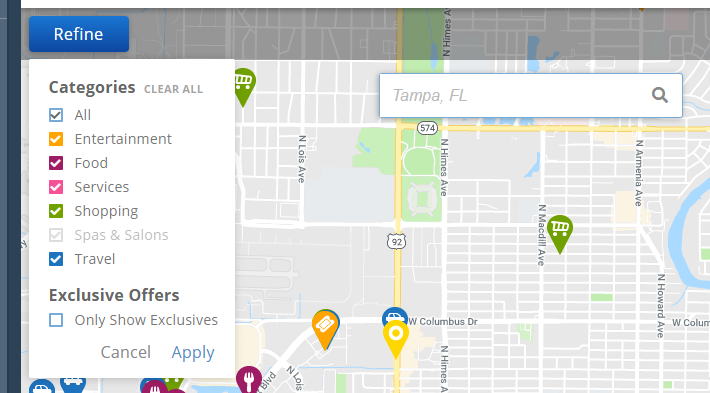 Refine
Categories CLEAR ALL
All
Entertainment
Food
Services
Shopping
Spas & Salons
Travel
Exclusive Offers
Only Show Exclusives
Cancel Apply
Tampa, FL
N Himes A
574
N Lois Ave
N Himes Ave
N Armenia Ave
N Macdill Ave
92
N Howard Ave
W Columbus Dr
W Colum
N Himes Ave
N Lois
t Blvd